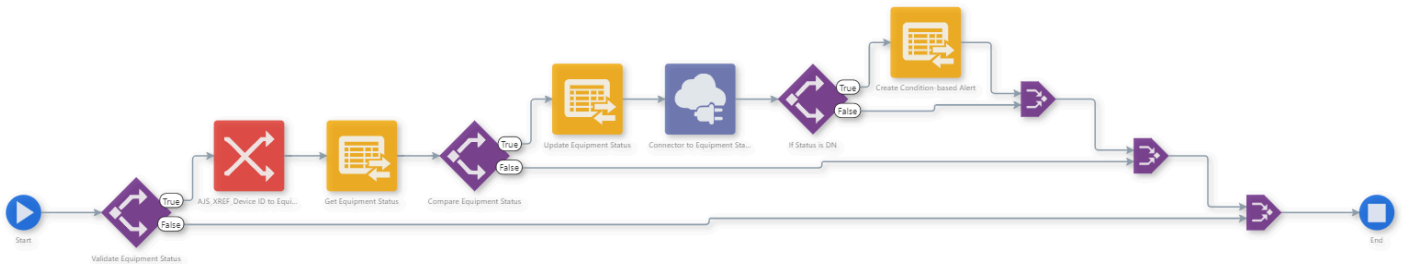 Create Condition-based Alert
True
False
Update Equipment Status
Connector to Equipment Sta...
If Status is DN
True
False
AJS_XREF_Device ID to Equi...
Get Equipment Status
Compare Equipment Status
True
False
Start
Validate Equipment Status
End